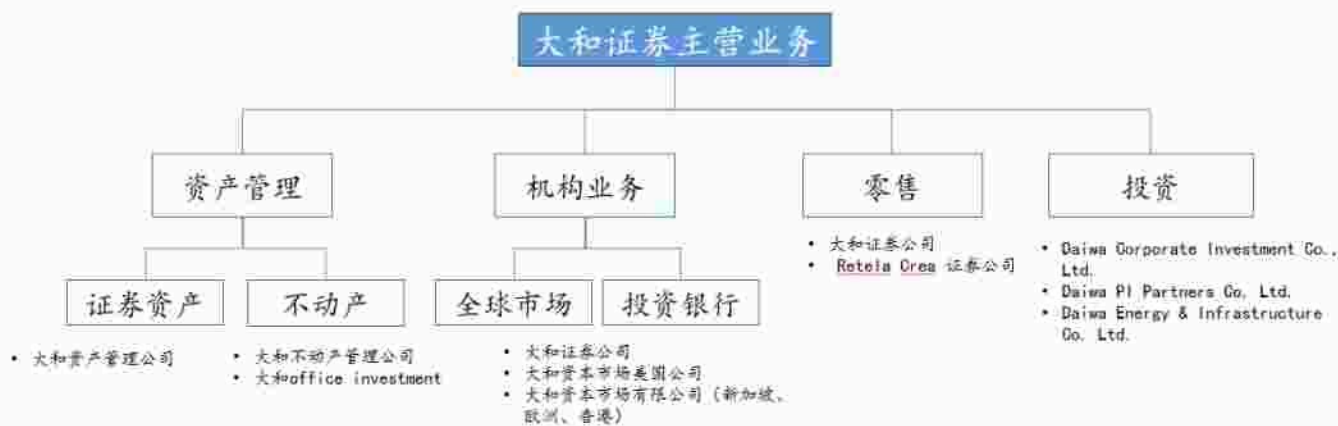 大和证券主营业务
资产管理
机构业务
零售
投资
证券资产
不动产
全球市场
投资银行
• 大和资产管理公司
• 大和不动产管理公司
• 大和office investment
• 大和证券公司
• 大和资本市场美国公司
• 大和资本市场有限公司（新加坡、
欧洲、香港）
• 大和证券公司
• Retela Crea 证券公司
• Daiwa Corporate Investment Co.,
Ltd.
• Daiwa PI Partners Co. Ltd.
• Daiwa Energy & Infrastructure
Co. Ltd.